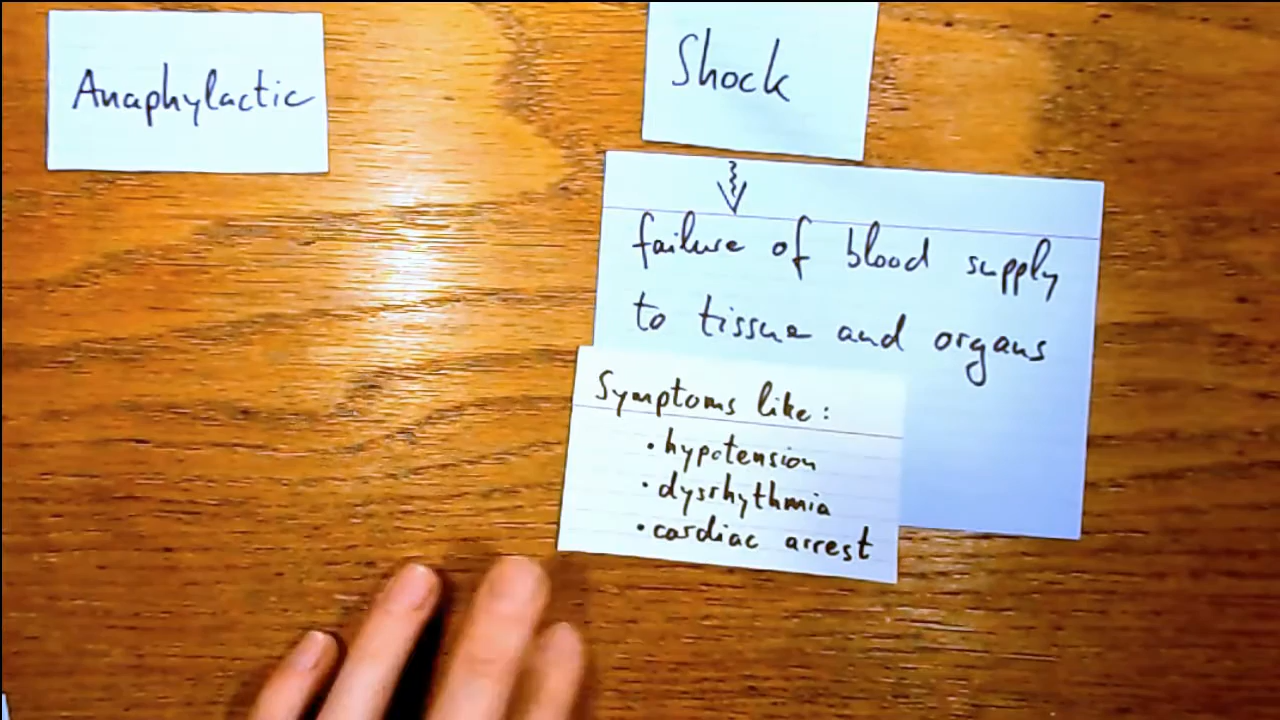 Anaphylactic
Shock
failure of blood supply
to tissue and organs
Symptoms like:
• hypotension
• dysrhythmia
• cardiac arrest